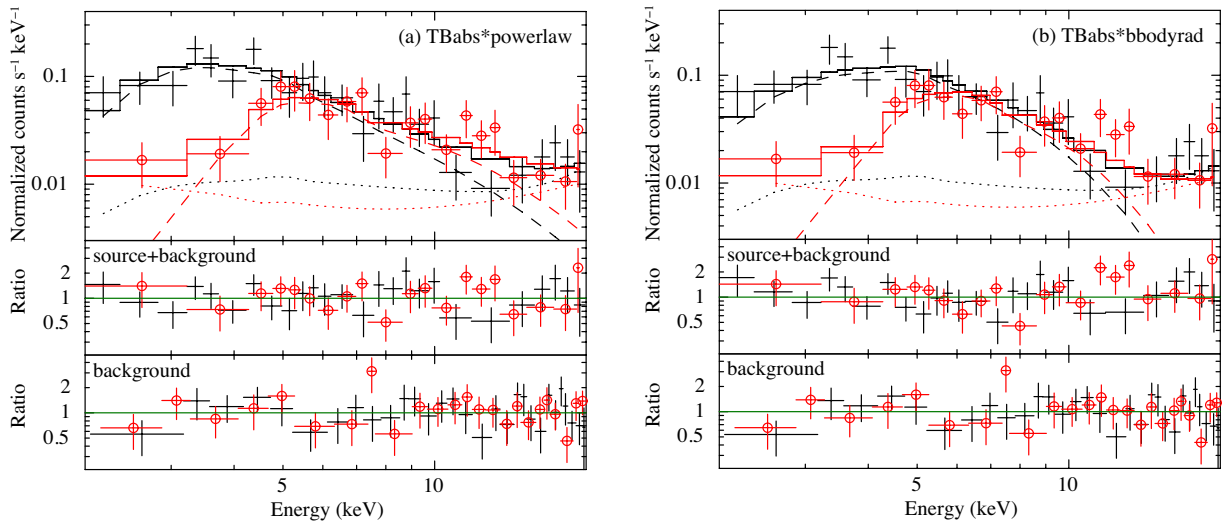 (a) TBabs*powerlaw
Normalized counts s⁻¹ keV⁻¹
0.1
0.01
source+background
Ratio
2
1
0.5
background
Ratio
2
1
0.5
5
10
Energy (keV)
(b) TBabs*bbodyrad
Normalized counts s⁻¹ keV⁻¹
0.1
0.01
source+background
Ratio
2
1
0.5
background
Ratio
2
1
0.5
5
10
Energy (keV)